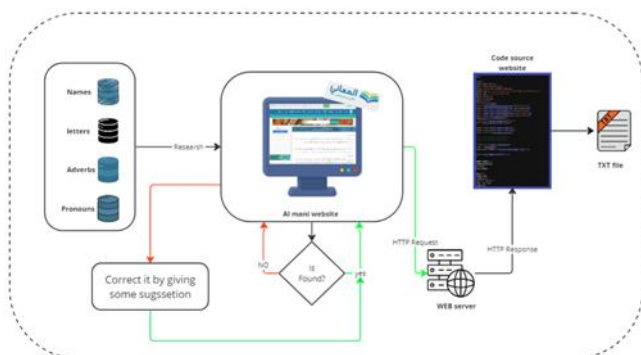 Names
letters
Adverbs
Pronouns
Research
المعاني
Al mani website
Is
Found?
NO
yes
Correct it by giving
some sugssetion
HTTP Request
WEB server
HTTP Response
Code source
website
TXT
TXT file